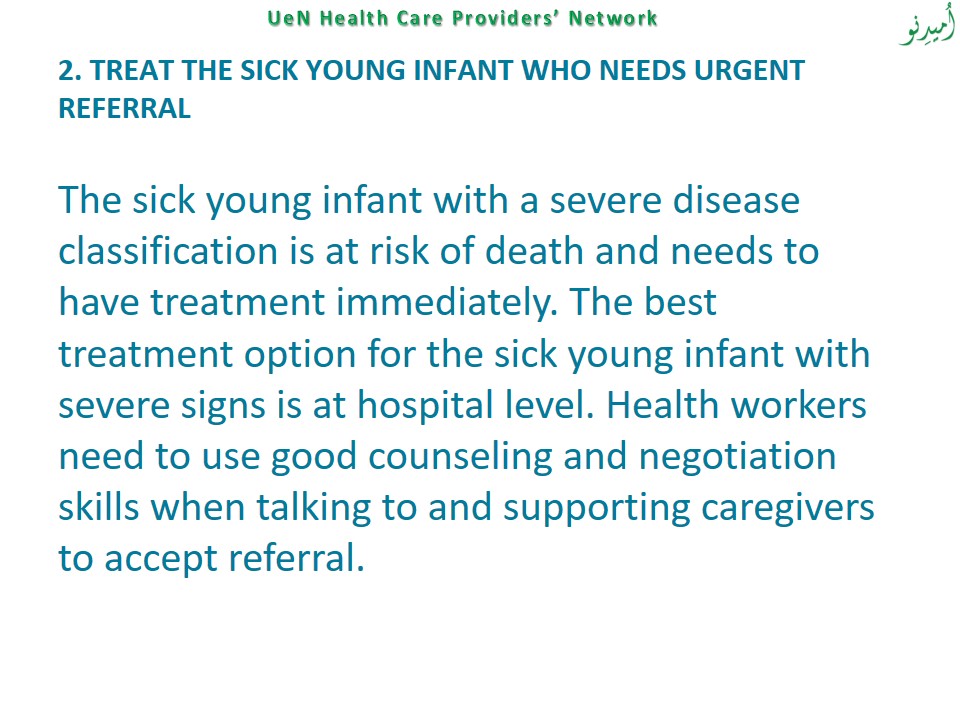 UeN Health Care Providers’ Network
اُمیدِنو
2. TREAT THE SICK YOUNG INFANT WHO NEEDS URGENT
REFERRAL
The sick young infant with a severe disease
classification is at risk of death and needs to
have treatment immediately. The best
treatment option for the sick young infant with
severe signs is at hospital level. Health workers
need to use good counseling and negotiation
skills when talking to and supporting caregivers
to accept referral.